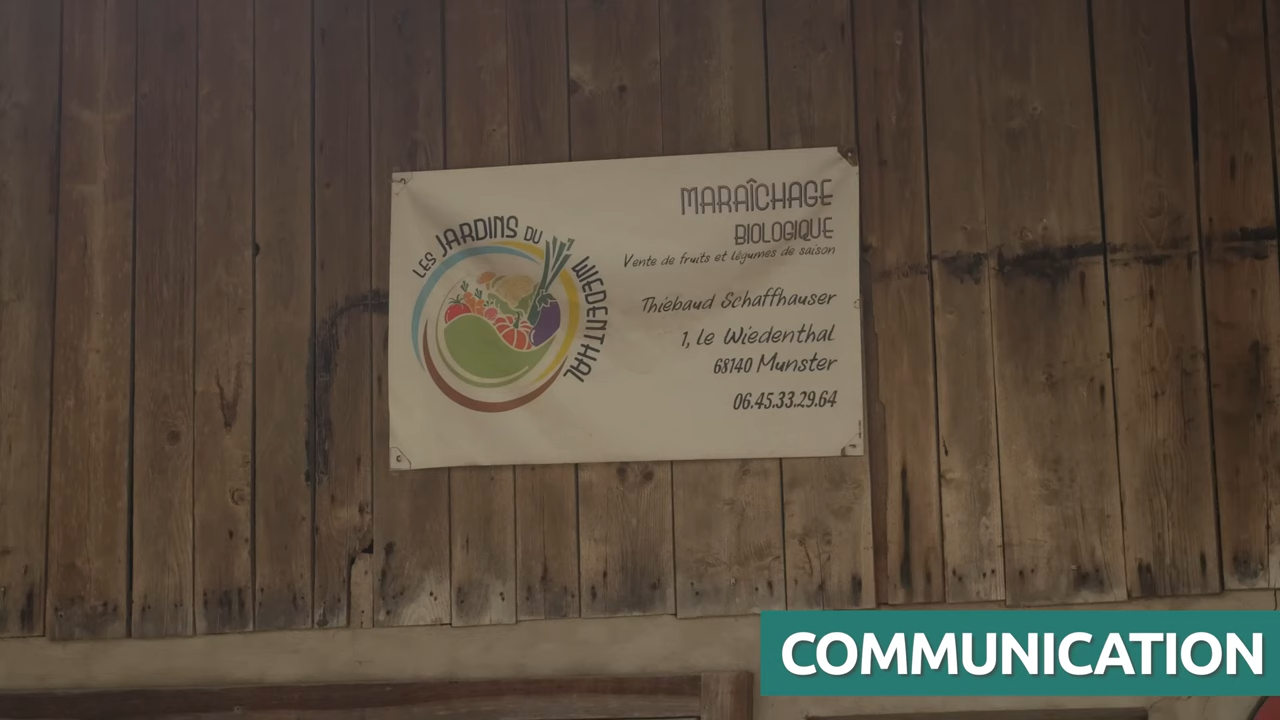 LES JARDINS DU WIEDENTHAL
MARAÎCHAGE
BIOLOGIQUE
Vente de fruits et légumes de saison
Thiebaud Schaffhauser
1, Le Wiedenthal
68140 Munster
06.45.33.29.64
COMMUNICATION